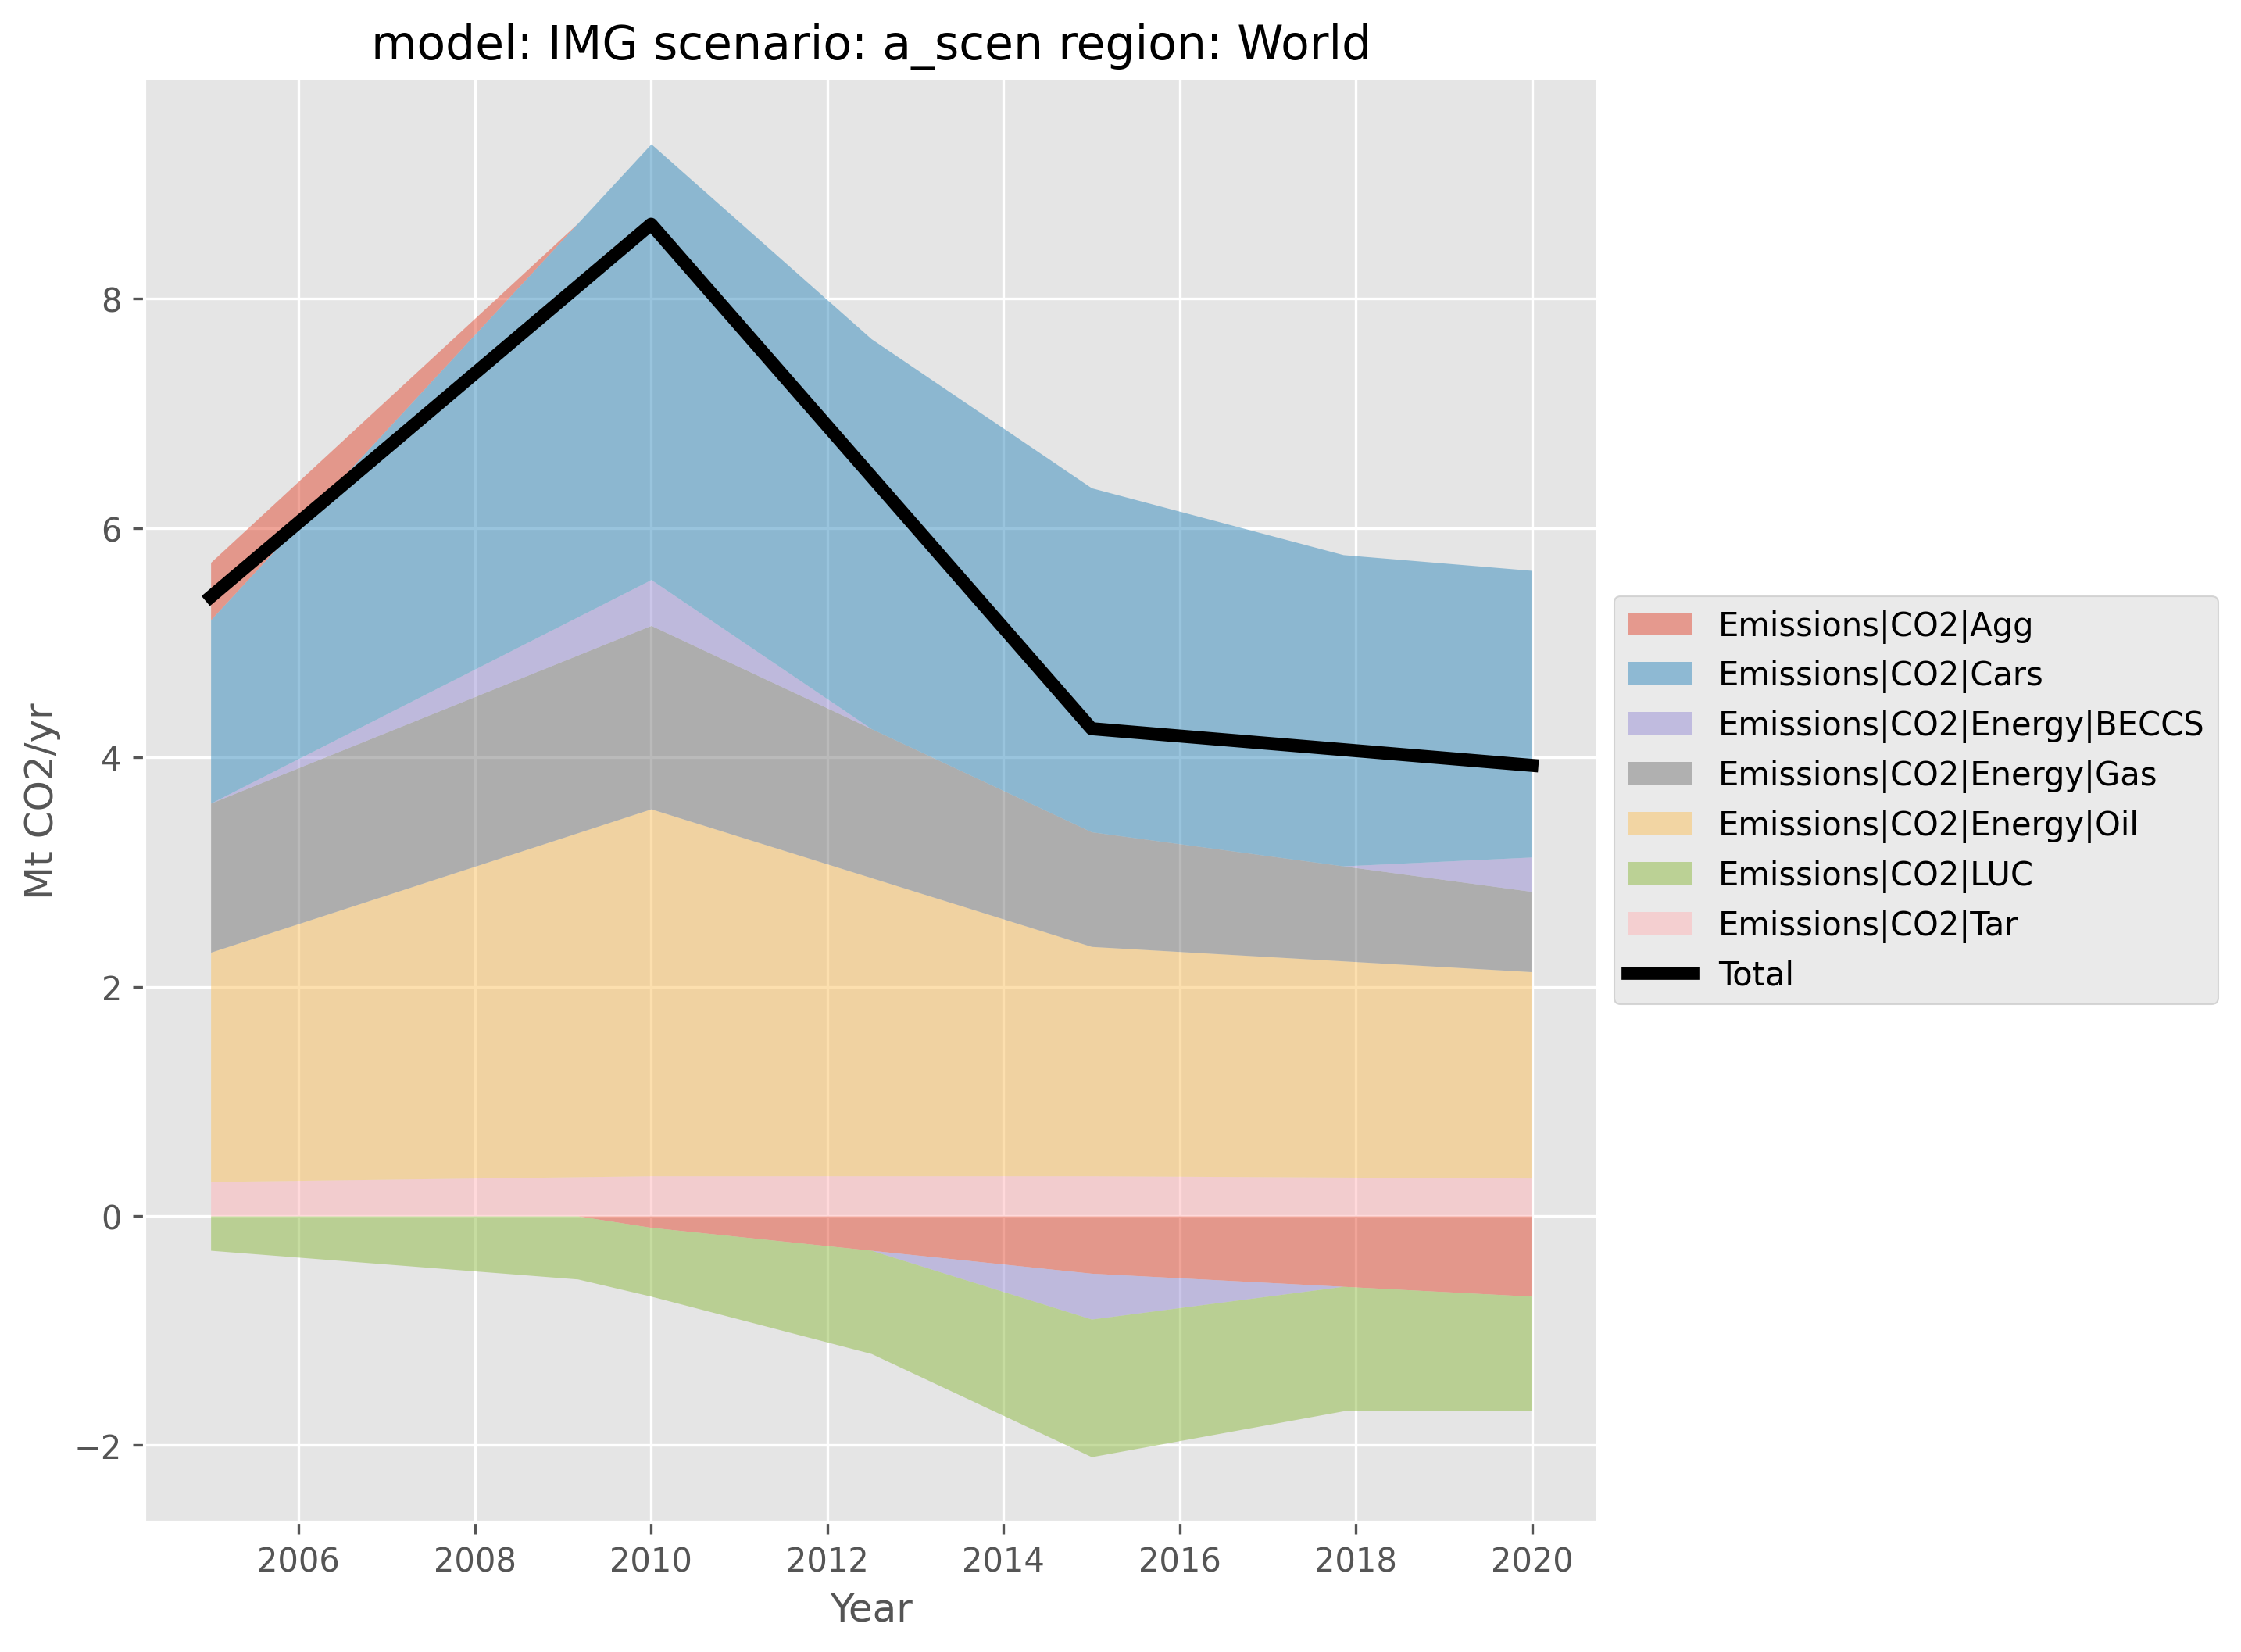 model: IMG scenario: a_scen region: World
Mt CO2/yr
8
6
4
2
0
−2
2006 2008 2010 2012 2014 2016 2018 2020
Year
Emissions|CO2|Agg
Emissions|CO2|Cars
Emissions|CO2|Energy|BECCS
Emissions|CO2|Energy|Gas
Emissions|CO2|Energy|Oil
Emissions|CO2|LUC
Emissions|CO2|Tar
Total